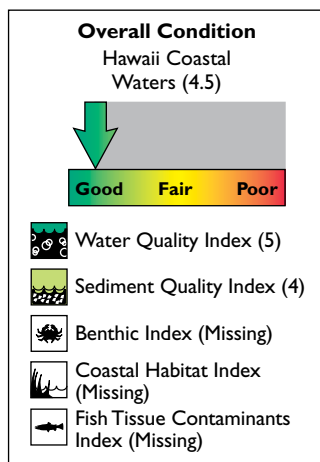 Overall Condition
Hawaii Coastal
Waters (4.5)
Good Fair Poor
Water Quality Index (5)
Sediment Quality Index (4)
Benthic Index (Missing)
Coastal Habitat Index
(Missing)
Fish Tissue Contaminants
Index (Missing)